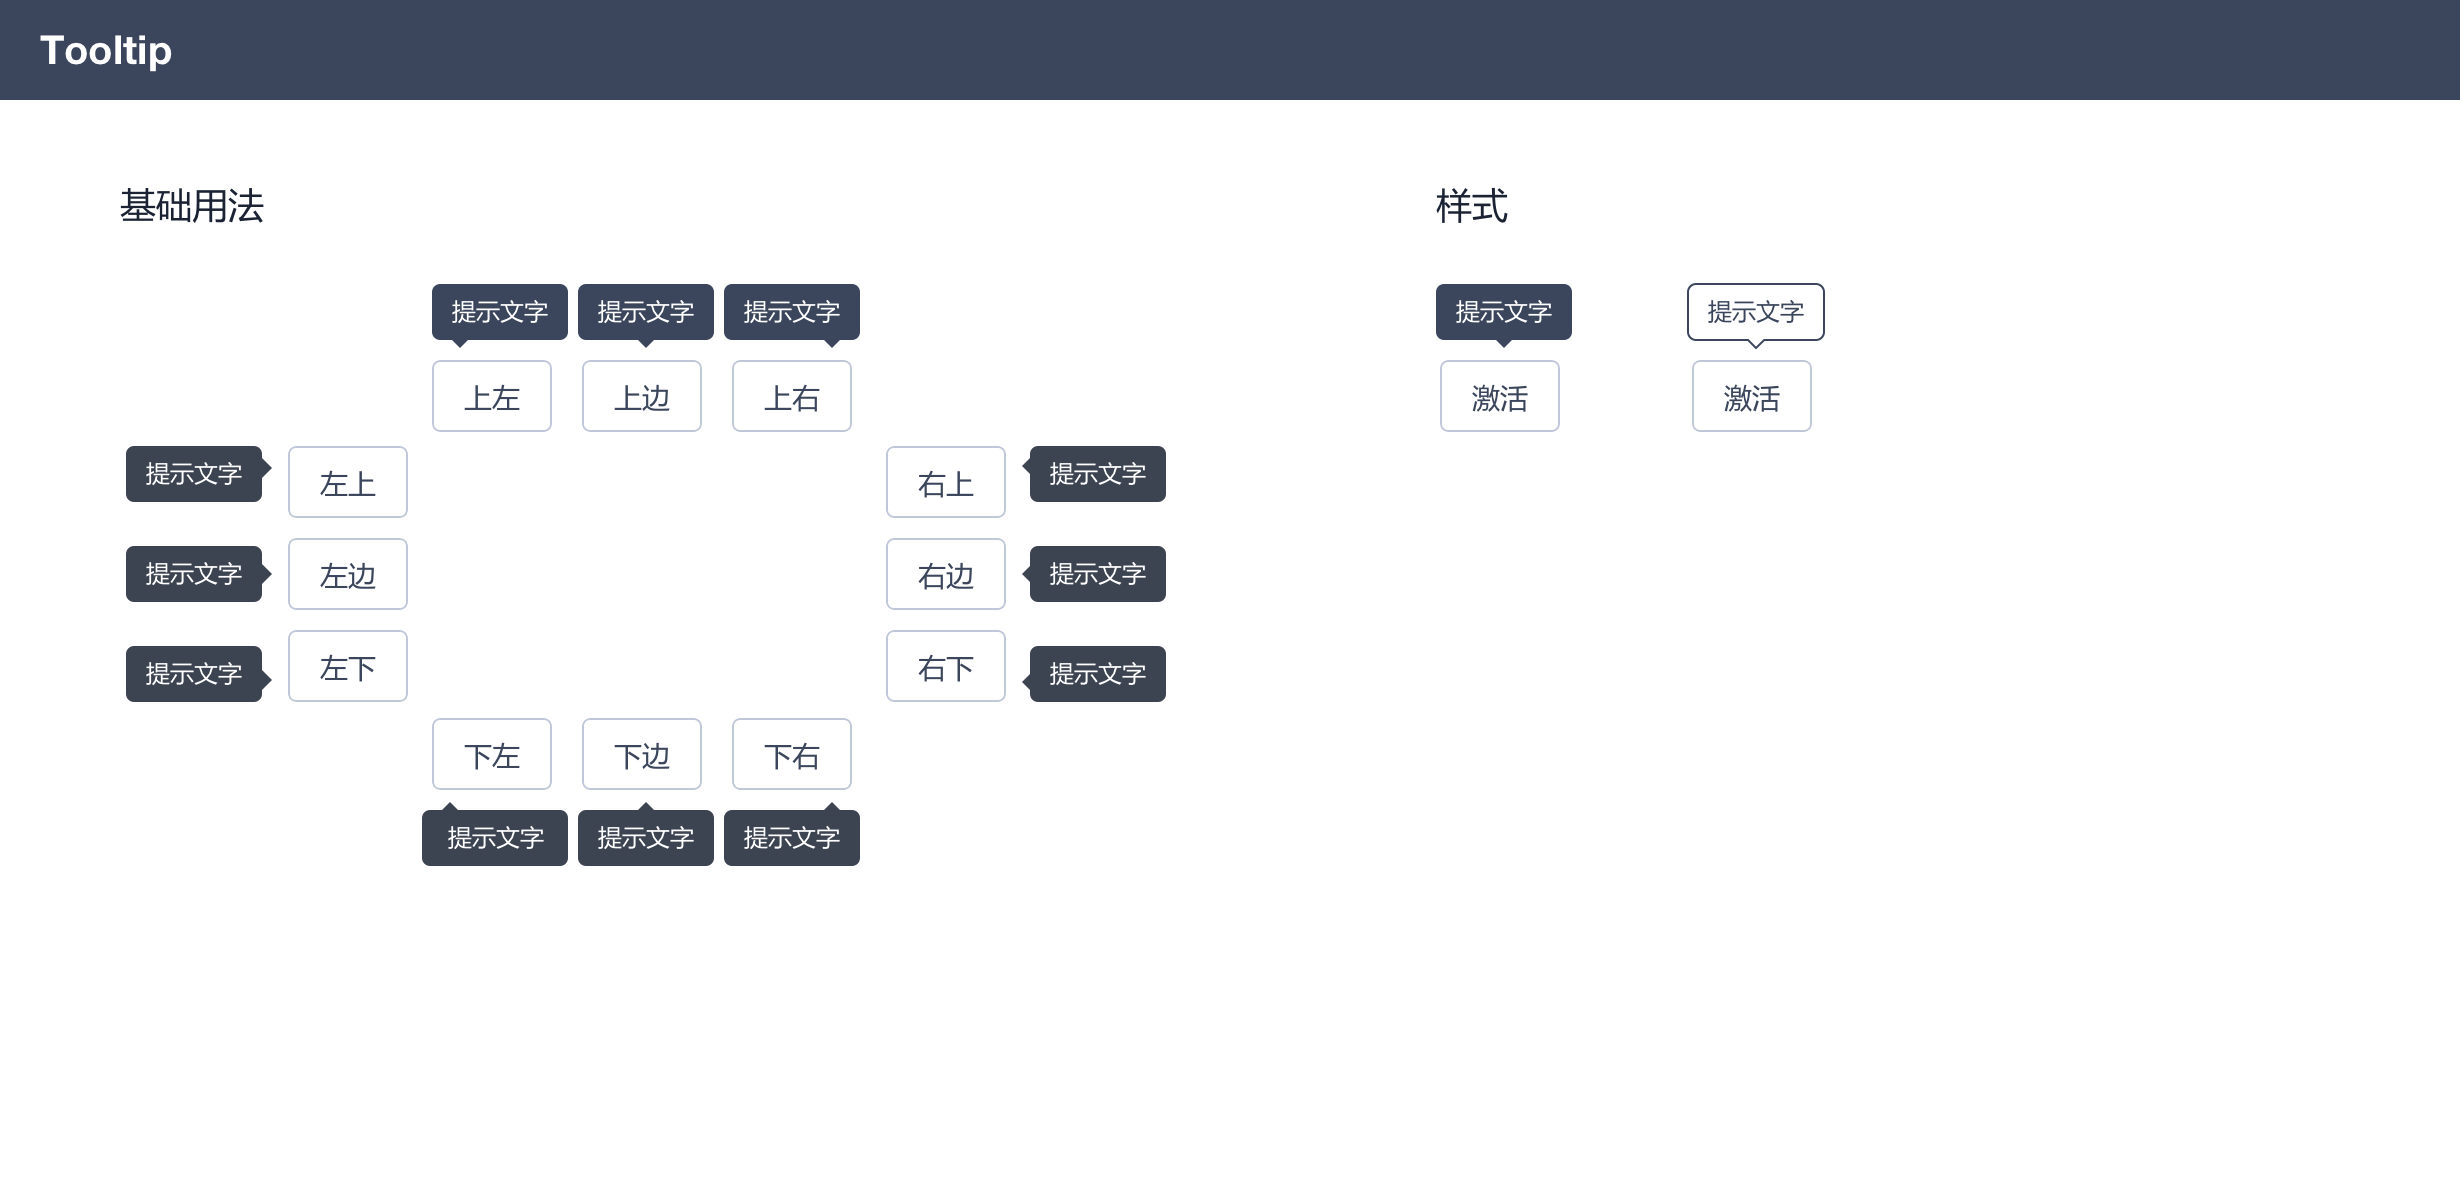 Tooltip
基础用法
样式
提示文字 提示文字 提示文字
提示文字 提示文字
上左 上边 上右
激活 激活
提示文字 左上 右上 提示文字
提示文字 左边 右边 提示文字
提示文字 左下 右下 提示文字
下左 下边 下右
提示文字 提示文字 提示文字